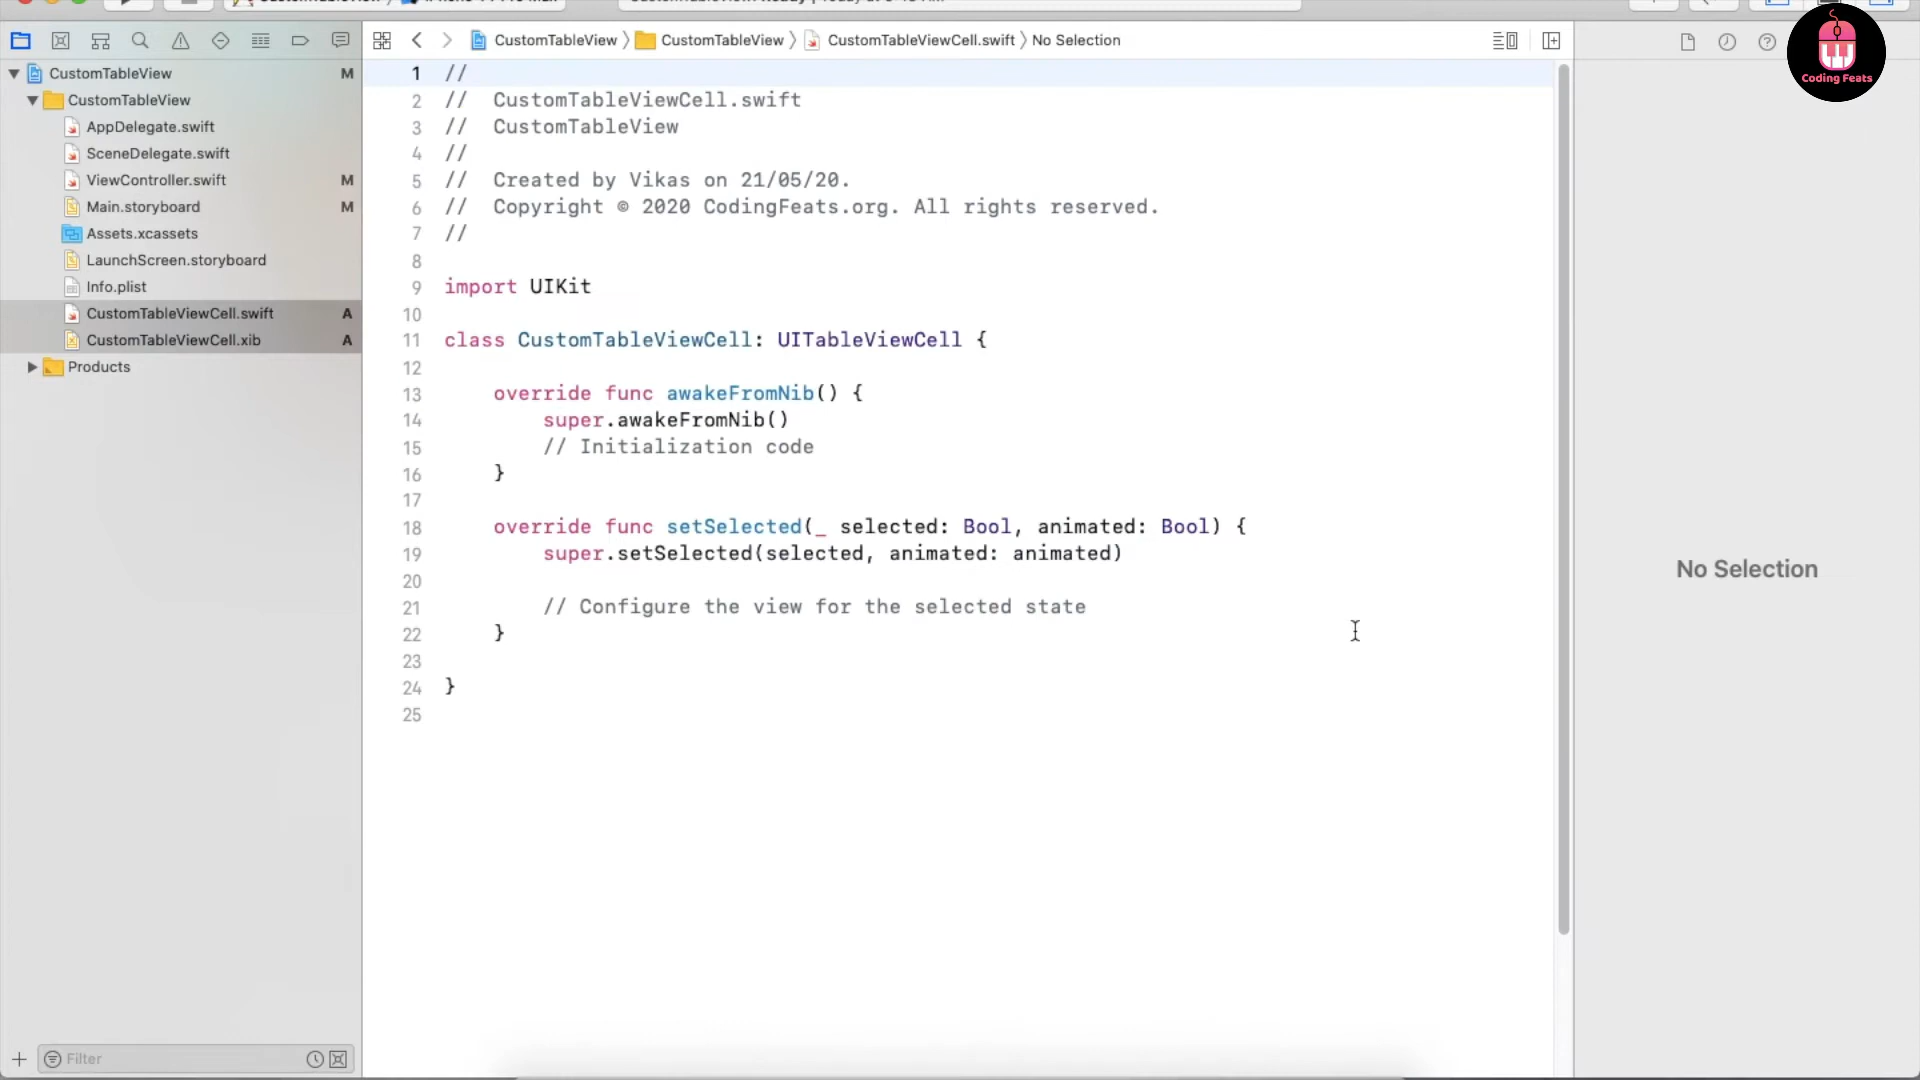 CustomTableView 〉 CustomTableView 〉 CustomTableViewCell.swift 〉 No Selection
Coding Feats
CustomTableView M
CustomTableView
AppDelegate.swift
SceneDelegate.swift
ViewController.swift M
Main.storyboard M
Assets.xcassets
LaunchScreen.storyboard
Info.plist
CustomTableViewCell.swift A
CustomTableViewCell.xib A
Products
Filter
1 //
2 //  CustomTableViewCell.swift
3 //  CustomTableView
4 //
5 //  Created by Vikas on 21/05/20.
6 //  Copyright © 2020 CodingFeats.org. All rights reserved.
7 //
8
9 import UIKit
10
11 class CustomTableViewCell: UITableViewCell {
12
13     override func awakeFromNib() {
14         super.awakeFromNib()
15         // Initialization code
16     }
17
18     override func setSelected(_ selected: Bool, animated: Bool) {
19         super.setSelected(selected, animated: animated)
20
21         // Configure the view for the selected state
22     }
23
24 }
25
No Selection